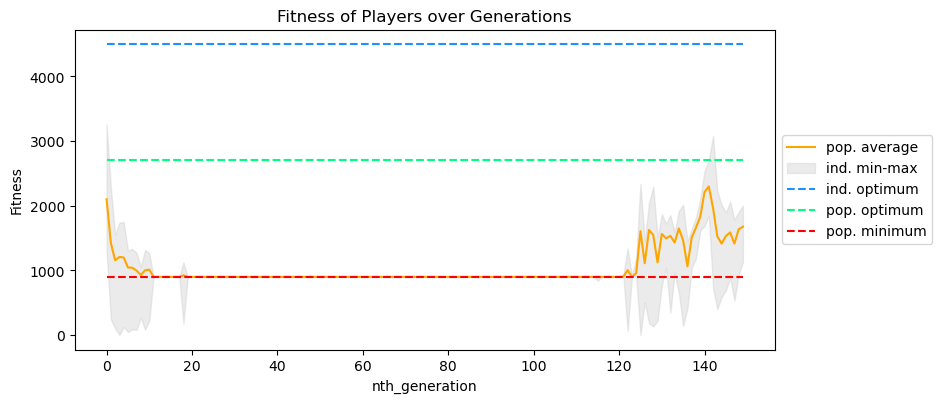 Fitness of Players over Generations
Fitness
4000
3000
2000
1000
0
0 20 40 60 80 100 120 140
nth_generation
pop. average
ind. min-max
ind. optimum
pop. optimum
pop. minimum